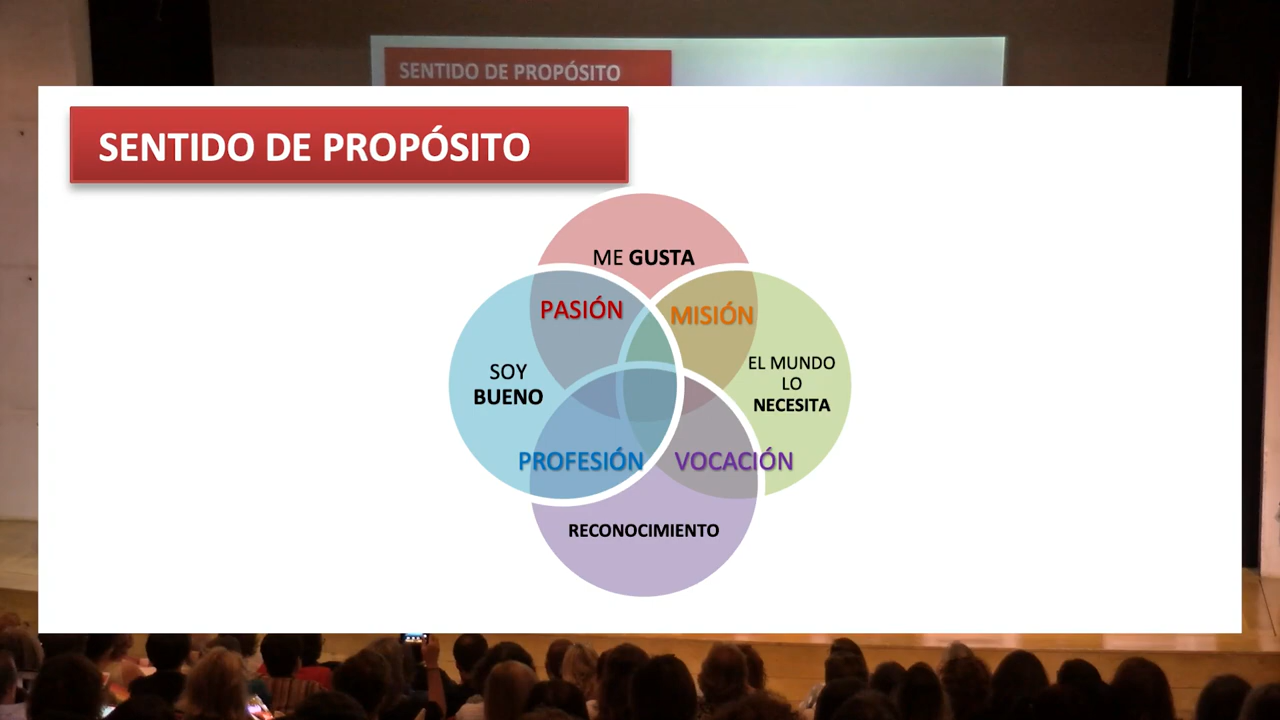 SENTIDO DE PROPÓSITO
SENTIDO DE PROPÓSITO
ME GUSTA
PASIÓN
MISIÓN
SOY
BUENO
EL MUNDO
LO
NECESITA
PROFESIÓN
VOCACIÓN
RECONOCIMIENTO